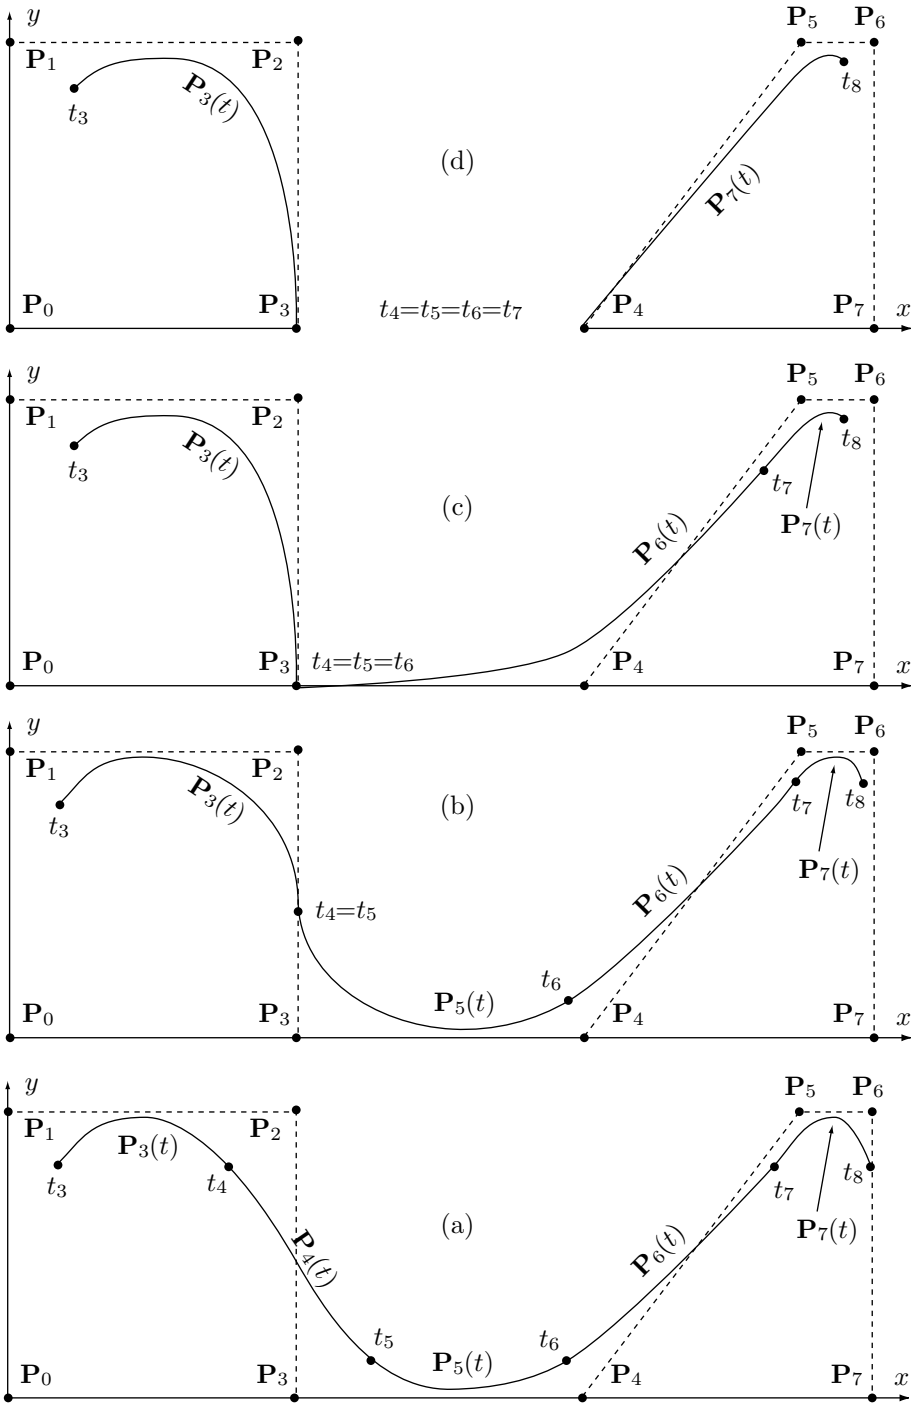 y P₅ P₆
P₁ P₂
t₃ P₃(t) t₈
(d)
P₇(t)
P₀ P₃ t₄=t₅=t₆=t₇ P₄ P₇ x
y P₅ P₆
P₁ P₂
t₃ P₃(t) t₈
t₇
(c) P₆(t) P₇(t)
P₀ P₃ t₄=t₅=t₆ P₄ P₇ x
y P₅ P₆
P₁ P₂
t₃ P₃(t) (b) t₇ t₈
P₇(t)
t₄=t₅ P₆(t)
t₆
P₅(t)
P₀ P₃ P₄ P₇ x
y P₅ P₆
P₁ P₃(t) P₂
t₃ t₄ t₇ t₈
(a) P₇(t)
P₄(t) P₆(t)
t₅ t₆
P₅(t)
P₀ P₃ P₄ P₇ x